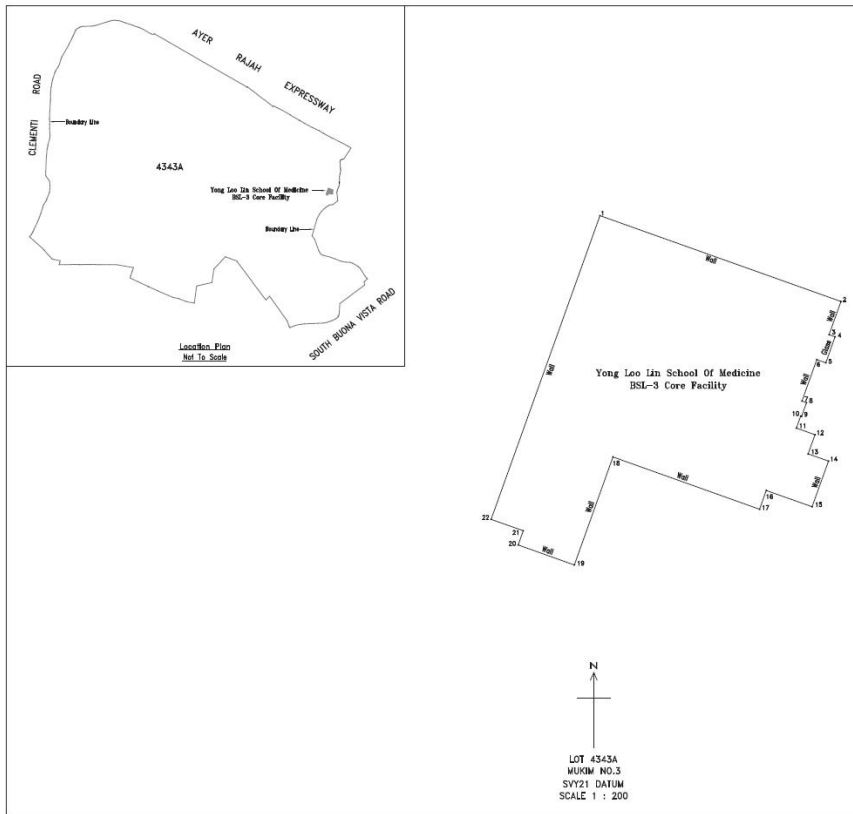 AYER RAJAH EXPRESSWAY
CLEMENTI ROAD
Boundary Line
4343A
Yong Loo Lin School Of Medicine
BSL-3 Core Facility
Boundary Line
SOUTH BUONA VISTA ROAD
Location Plan
Not To Scale
1
Wall
2
Wall
3
4
Glass
5
6
Wall
Yong Loo Lin School Of Medicine
BSL-3 Core Facility
Wall
7
8
9
10
11
12
13
14
Wall
15
16
17
Wall
18
Wall
19
Wall
20
21
22
N
LOT 4343A
MUKIM NO.3
SVY21 DATUM
SCALE 1 : 200